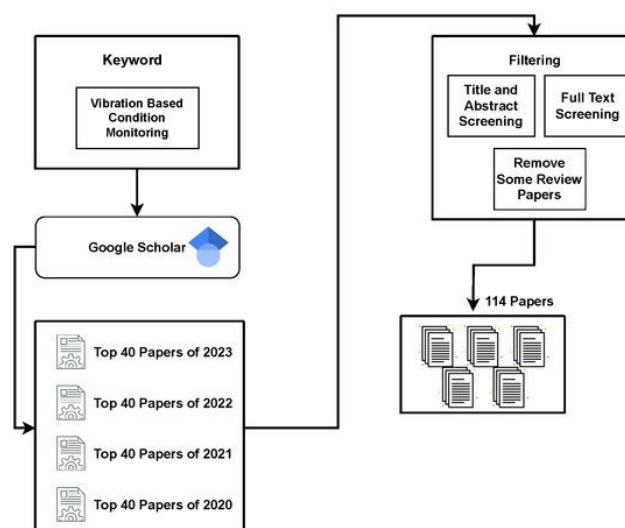 Keyword
Vibration Based
Condition
Monitoring
Google Scholar
Top 40 Papers of 2023
Top 40 Papers of 2022
Top 40 Papers of 2021
Top 40 Papers of 2020
Filtering
Title and
Abstract
Screening
Full Text
Screening
Remove
Some Review
Papers
114 Papers